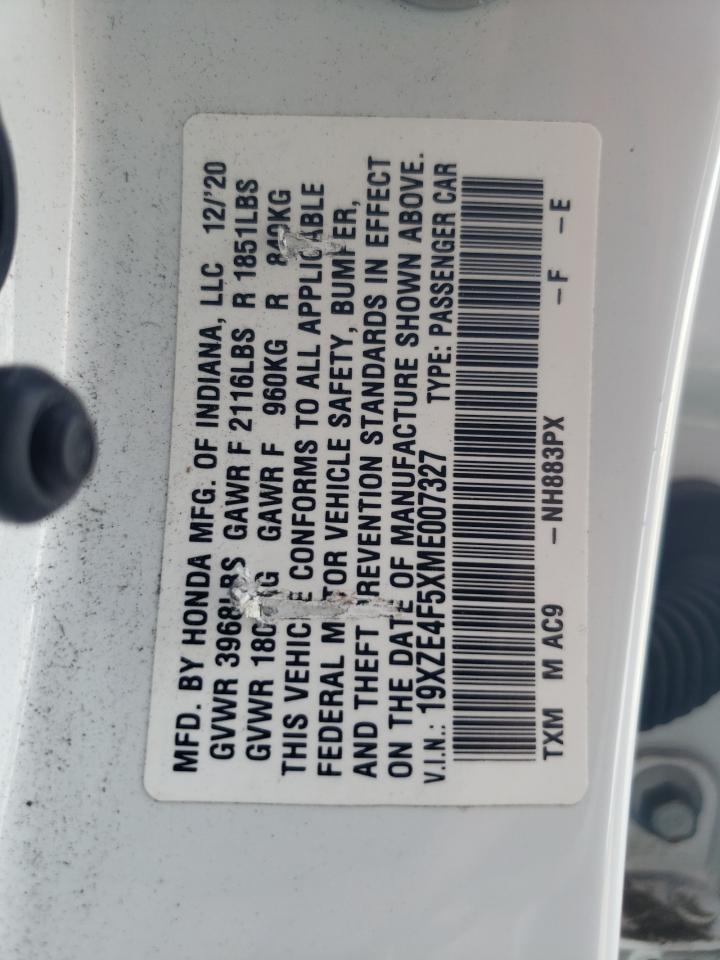 MFD. BY HONDA MFG. OF INDIANA, LLC 12/'20
GVWR 3968LBS GAWR F 2116LBS R 1851LBS
GVWR GAWR F 960KG R
THIS VEHICLE CONFORMS TO ALL APPLICABLE
FEDERAL MOTOR VEHICLE SAFETY, BUMPER,
AND THEFT PREVENTION STANDARDS IN EFFECT
ON THE DATE OF MANUFACTURE SHOWN ABOVE.
V.I.N.: 19XZE4F5XME007327 TYPE: PASSENGER CAR
TXM M AC9 -NH883PX -F -E